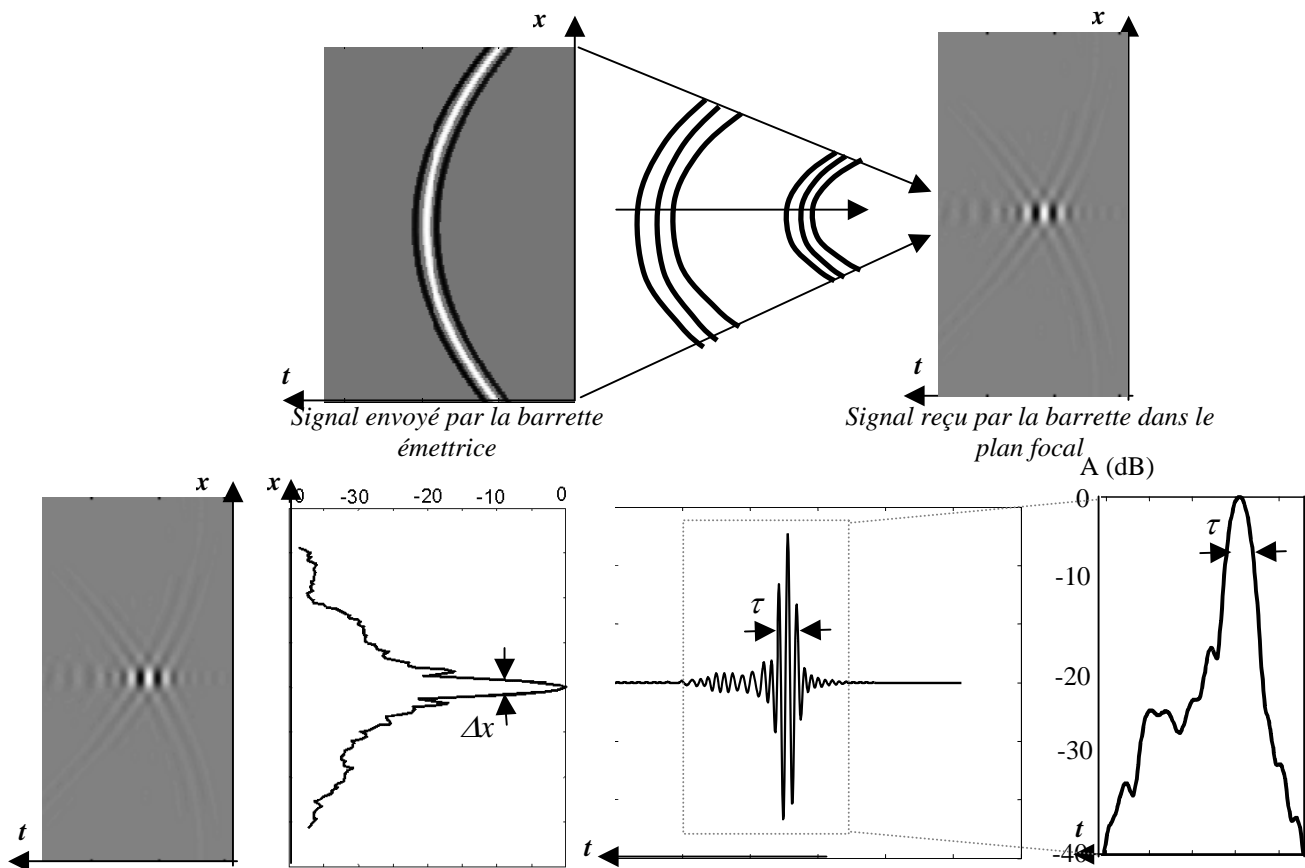 x
x
t
t
Signal envoyé par la barrette
émettrice
Signal reçu par la barrette dans le
plan focal
A (dB)
x
x
0 -30 -20 -10 0
Δx
t
τ
t
0
τ
-10
-20
-30
-40
t